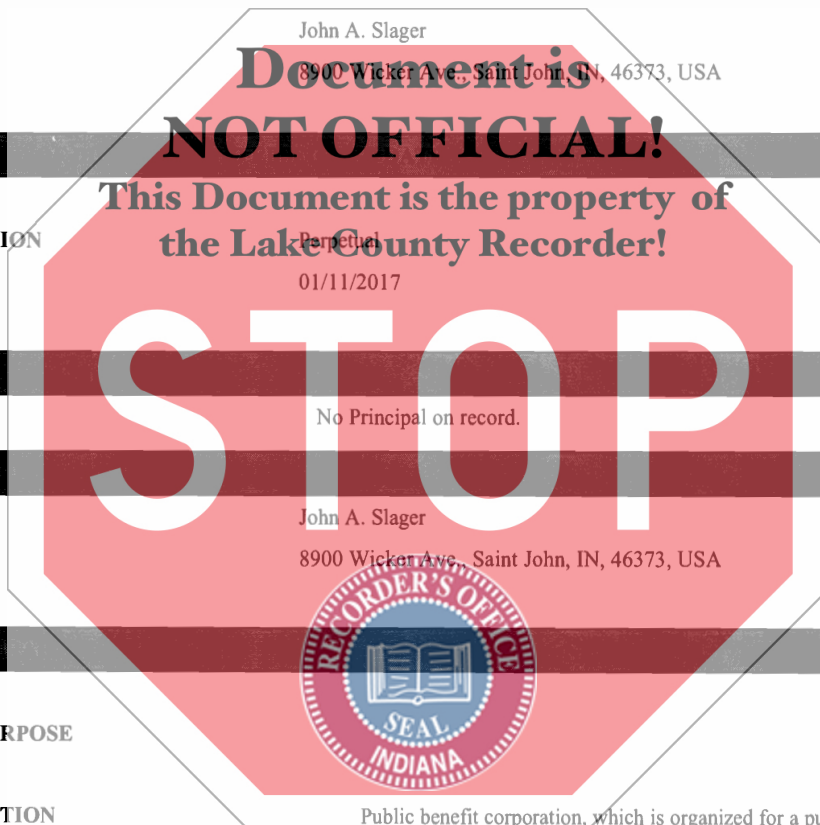 John A. Slager
Document is
8900 Wicker Ave., Saint John, IN, 46373, USA
NOT OFFICIAL!
This Document is the property of
the Lake County Recorder!
ION
Perpetual
01/11/2017
STOP
No Principal on record.
John A. Slager
8900 Wicker Ave., Saint John, IN, 46373, USA
RECORDER'S OFFICE
SEAL
INDIANA
RPOSE
TION
Public benefit corporation, which is organized for a pu